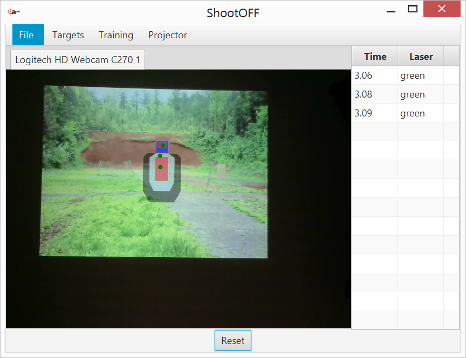 ShootOFF
File Targets Training Projector
Logitech HD Webcam C270 1
Time Laser
3.06 green
3.08 green
3.09 green
Reset